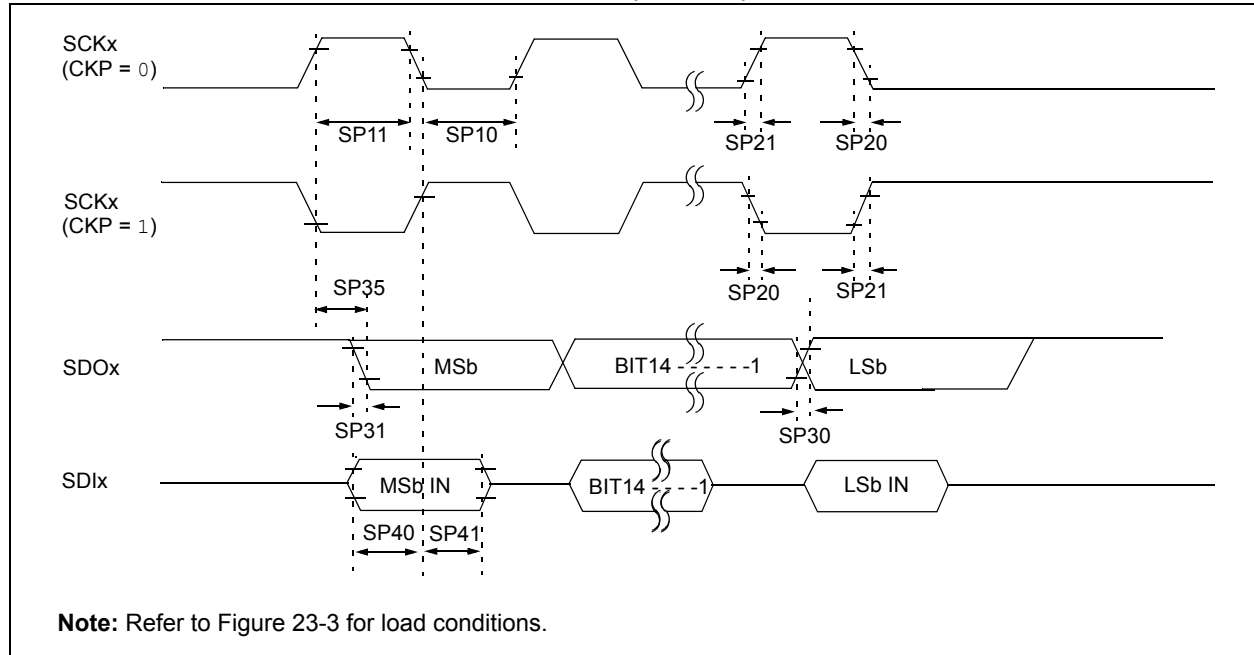 SCKx
(CKP = 0)
SP11
SP10
SP21
SP20
SCKx
(CKP = 1)
SP35
SP20
SP21
SDOx
MSb
BIT14 - - - - - - -1
LSb
SP31
SP30
SDIx
MSb IN
BIT14 - - - - -1
LSb IN
SP40
SP41
Note: Refer to Figure 23-3 for load conditions.